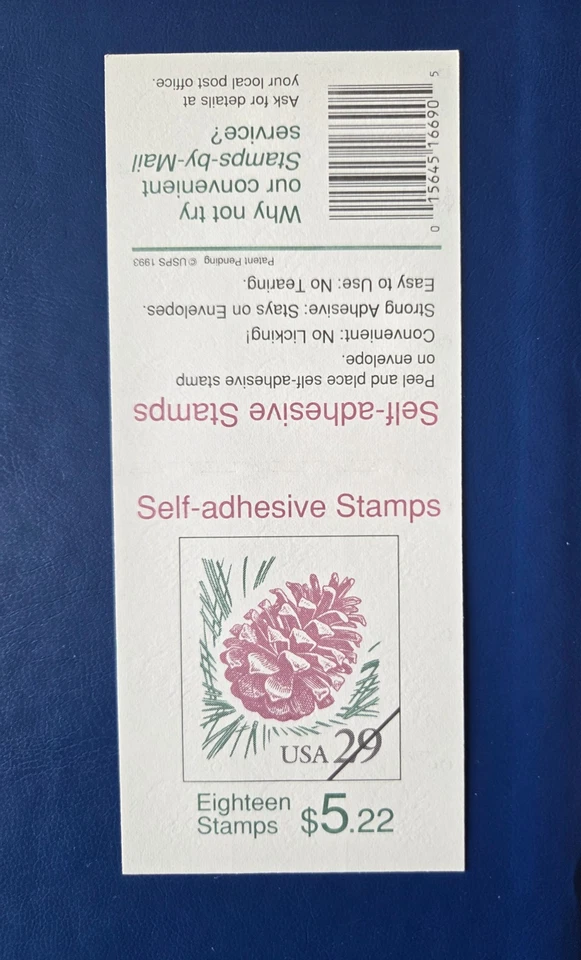 Self-adhesive Stamps
USA 29
Eighteen
Stamps $5.22
Self-adhesive Stamps
Peel and place self-adhesive stamp
on envelope.
Convenient: No Licking!
Strong Adhesive: Stays on Envelopes.
Easy to Use: No Tearing.
Patent Pending © USPS 1993
Why not try
our convenient
Stamps-by-Mail
service?
Ask for details at
your local post office.
0 15645 16690 5